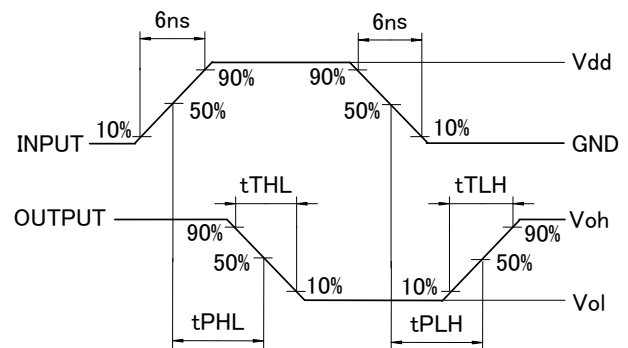 6ns 6ns
90% 90% Vdd
50% 50%
INPUT 10% 10% GND
tTHL tTLH
OUTPUT Voh
90% 90%
50% 50%
10% 10%
Vol
tPHL tPLH